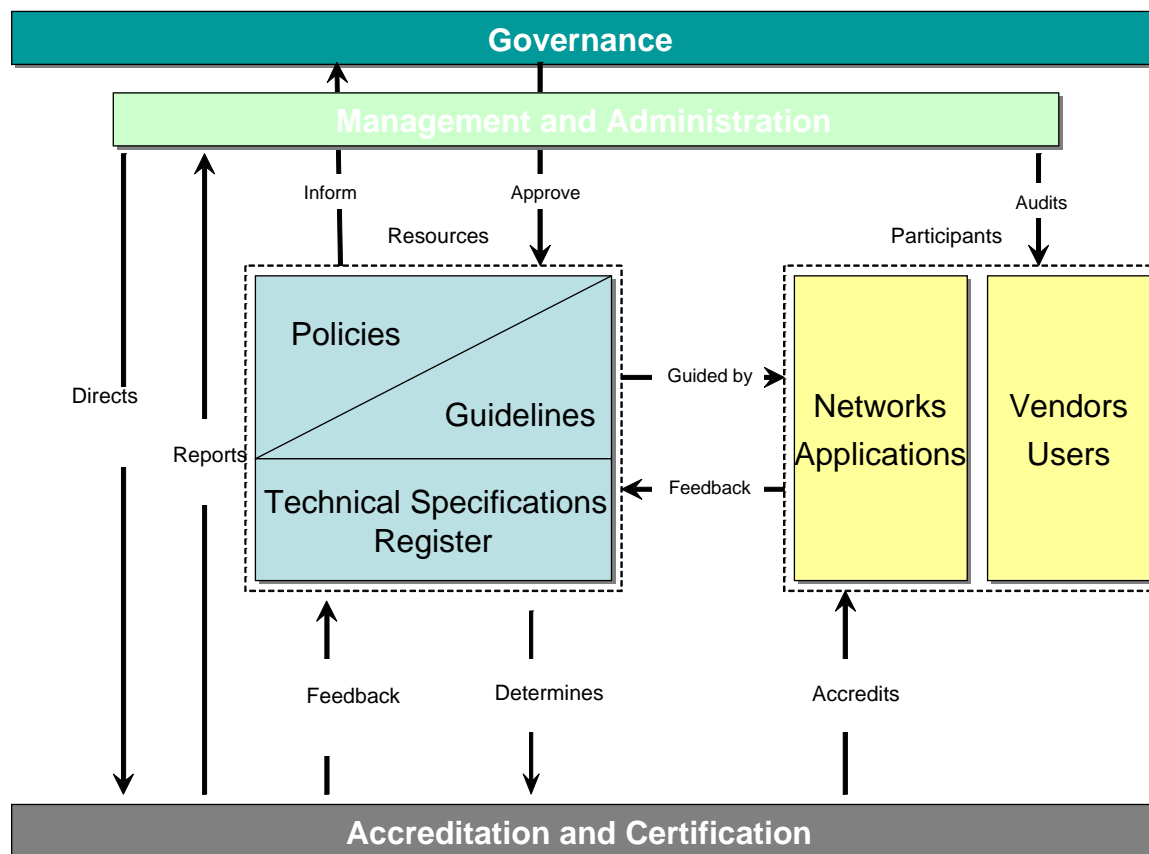 Governance
Management and Administration
Inform
Approve
Audits
Resources
Participants
Policies
Guidelines
Technical Specifications
Register
Directs
Reports
Guided by
Feedback
Networks
Applications
Vendors
Users
Feedback
Determines
Accredits
Accreditation and Certification